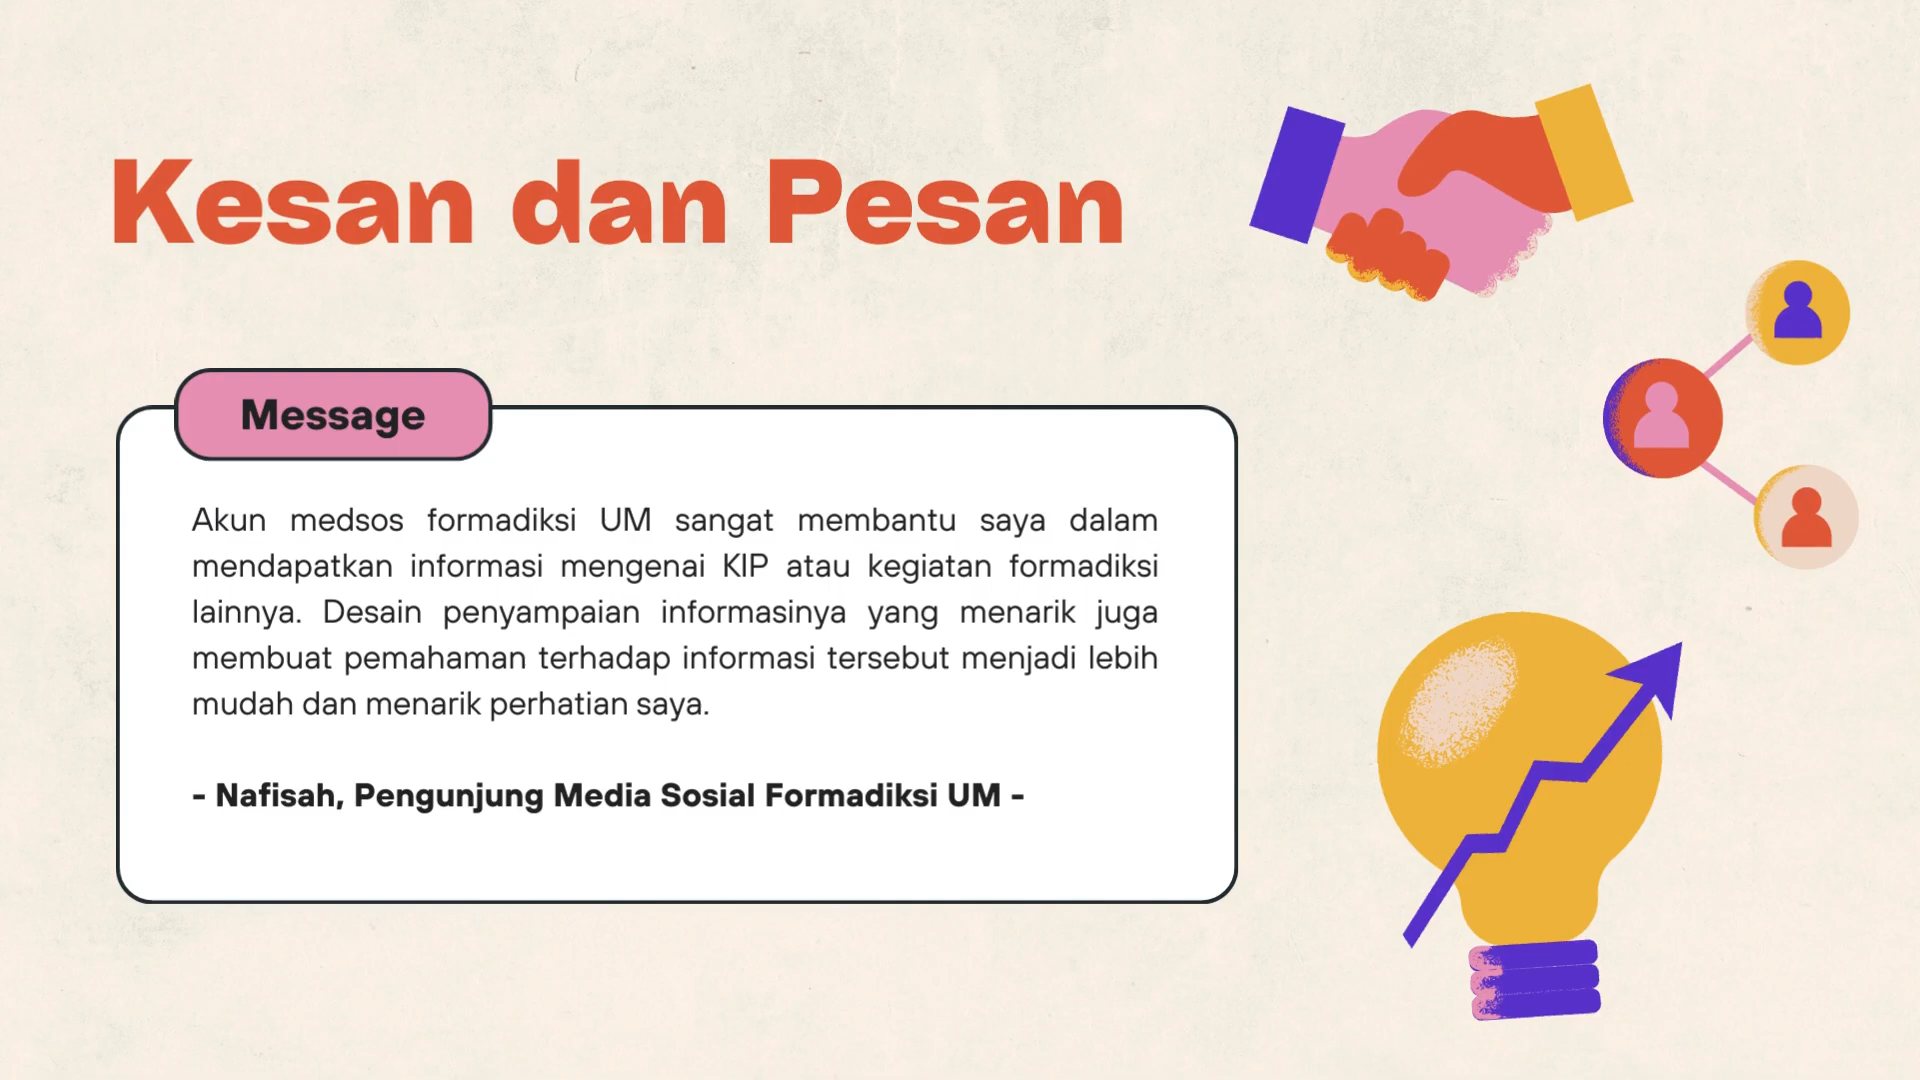 Kesan dan Pesan
Message
Akun medsos formadiksi UM sangat membantu saya dalam
mendapatkan informasi mengenai KIP atau kegiatan formadiksi
lainnya. Desain penyampaian informasinya yang menarik juga
membuat pemahaman terhadap informasi tersebut menjadi lebih
mudah dan menarik perhatian saya.
- Nafisah, Pengunjung Media Sosial Formadiksi UM -